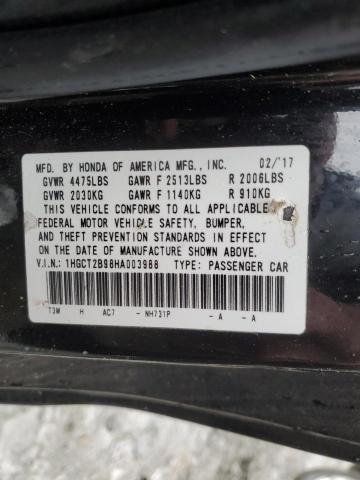 MFD. BY HONDA OF AMERICA MFG., INC. 02/'17
GVWR 4475LBS GAWR F 2513LBS R 2006LBS
GVWR 2030KG GAWR F 1140KG R 910KG
THIS VEHICLE CONFORMS TO ALL APPLICABLE
FEDERAL MOTOR VEHICLE SAFETY, BUMPER,
AND THEFT PREVENTION STANDARDS IN EFFECT
ON THE DATE OF MANUFACTURE SHOWN ABOVE.
V.I.N.: 1HGCT2B98HA003988 TYPE: PASSENGER CAR
T3W H AC7 - NH731P - A - A